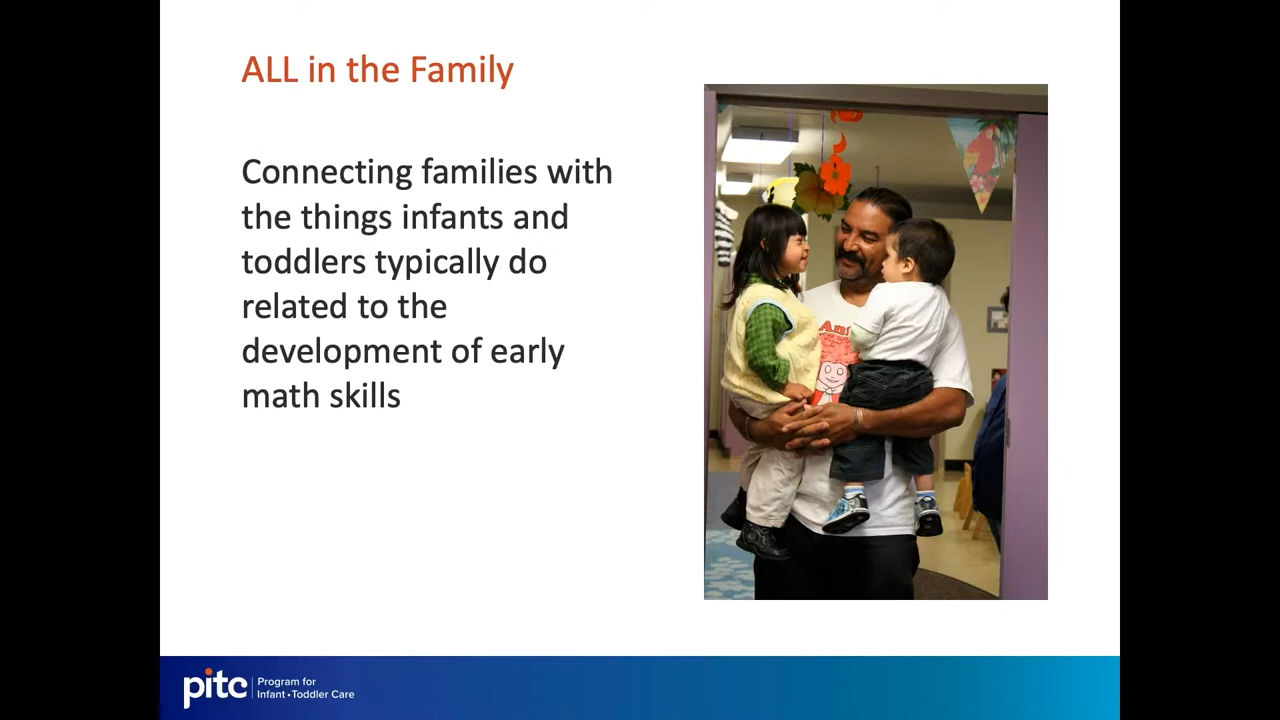 ALL in the Family
Connecting families with
the things infants and
toddlers typically do
related to the
development of early
math skills
pitc
Program for
Infant•Toddler Care